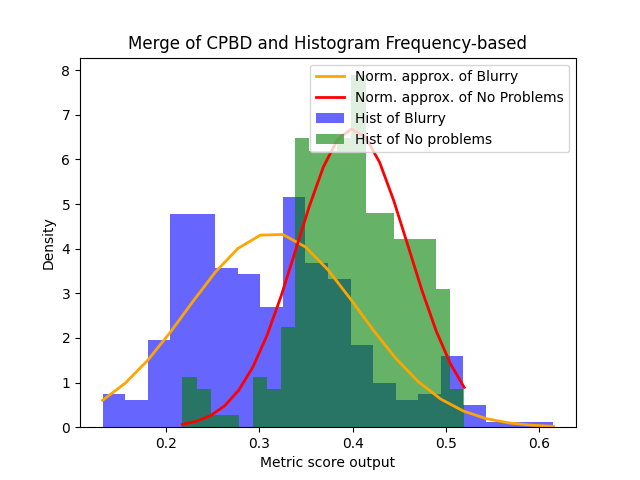 Merge of CPBD and Histogram Frequency-based
Norm. approx. of Blurry
Norm. approx. of No Problems
Hist of Blurry
Hist of No problems
Density
8
7
6
5
4
3
2
1
0
0.2 0.3 0.4 0.5 0.6
Metric score output